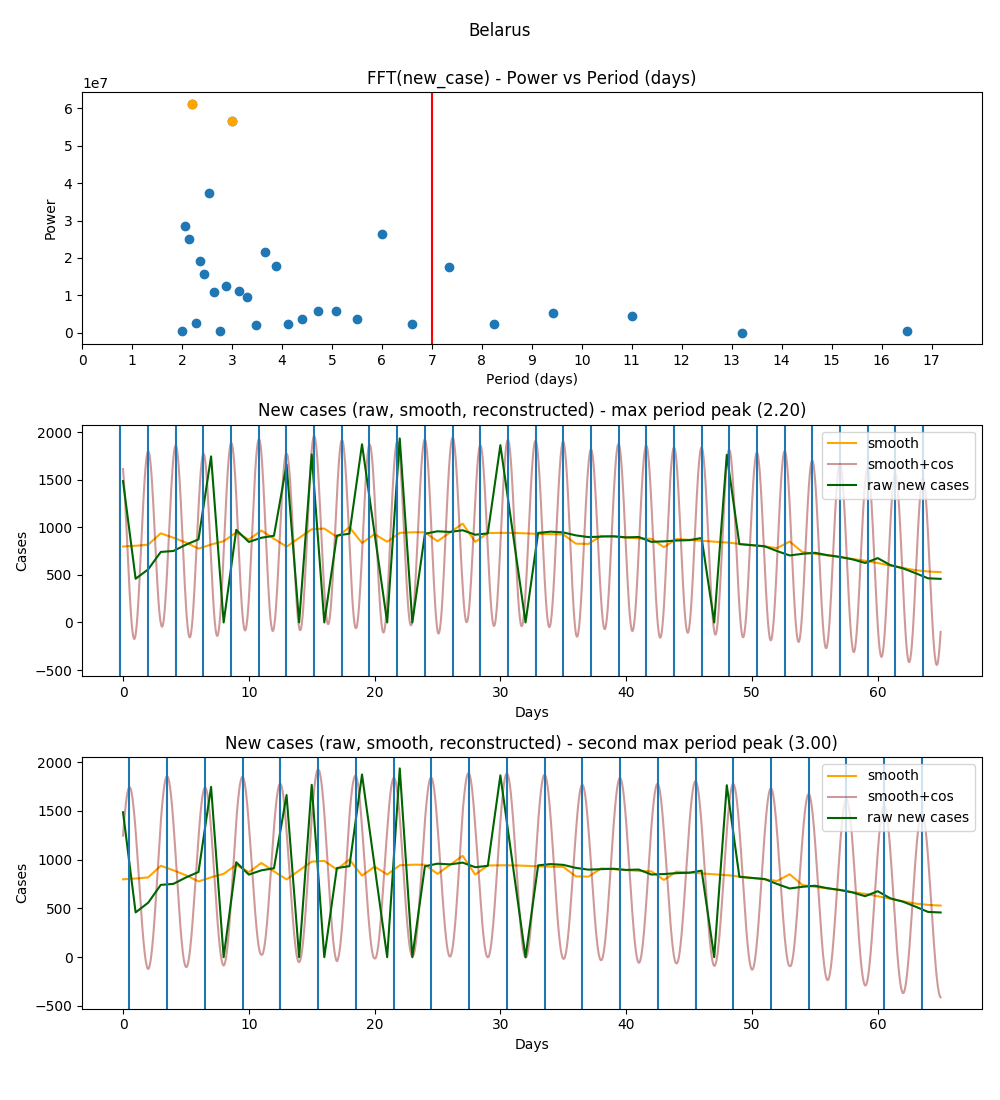 Belarus
FFT(new_case) - Power vs Period (days)
1e7
6
5
4
3
2
1
0
Power
0 1 2 3 4 5 6 7 8 9 10 11 12 13 14 15 16 17
Period (days)
New cases (raw, smooth, reconstructed) - max period peak (2.20)
2000
1500
1000
500
0
−500
Cases
smooth
smooth+cos
raw new cases
0 10 20 30 40 50 60
Days
New cases (raw, smooth, reconstructed) - second max period peak (3.00)
2000
1500
1000
500
0
−500
Cases
smooth
smooth+cos
raw new cases
0 10 20 30 40 50 60
Days